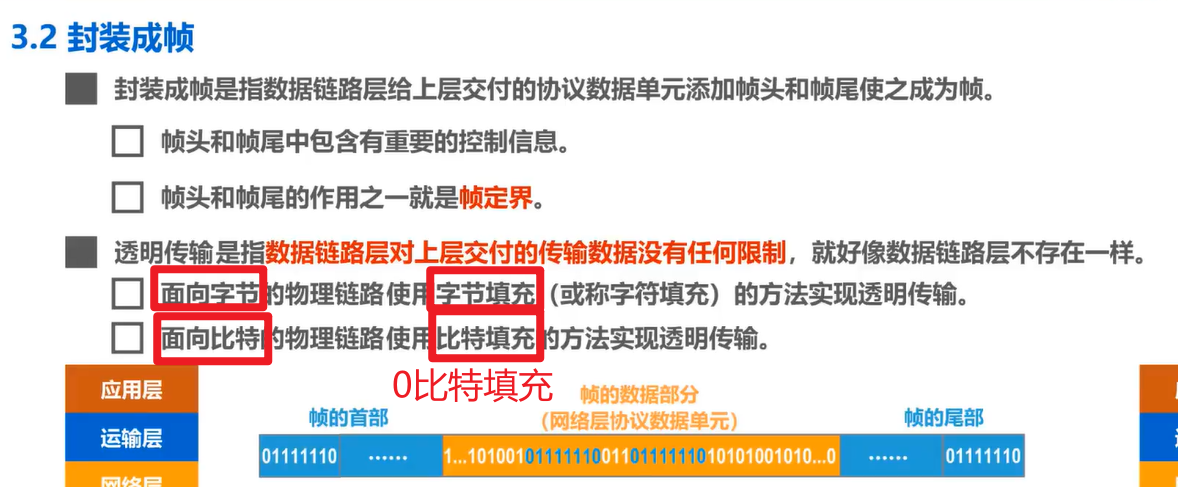 3.2 封装成帧
封装成帧是指数据链路层给上层交付的协议数据单元添加帧头和帧尾使之成为帧。
帧头和帧尾中包含有重要的控制信息。
帧头和帧尾的作用之一就是帧定界。
透明传输是指数据链路层对上层交付的传输数据没有任何限制，就好像数据链路层不存在一样。
面向字节的物理链路使用字节填充（或称字符填充）的方法实现透明传输。
面向比特的物理链路使用比特填充的方法实现透明传输。
0比特填充
应用层
运输层
网络层
帧的首部
帧的数据部分
（网络层协议数据单元）
帧的尾部
01111110 …… 1...1010010111111100110111111010101001010...0 …… 01111110